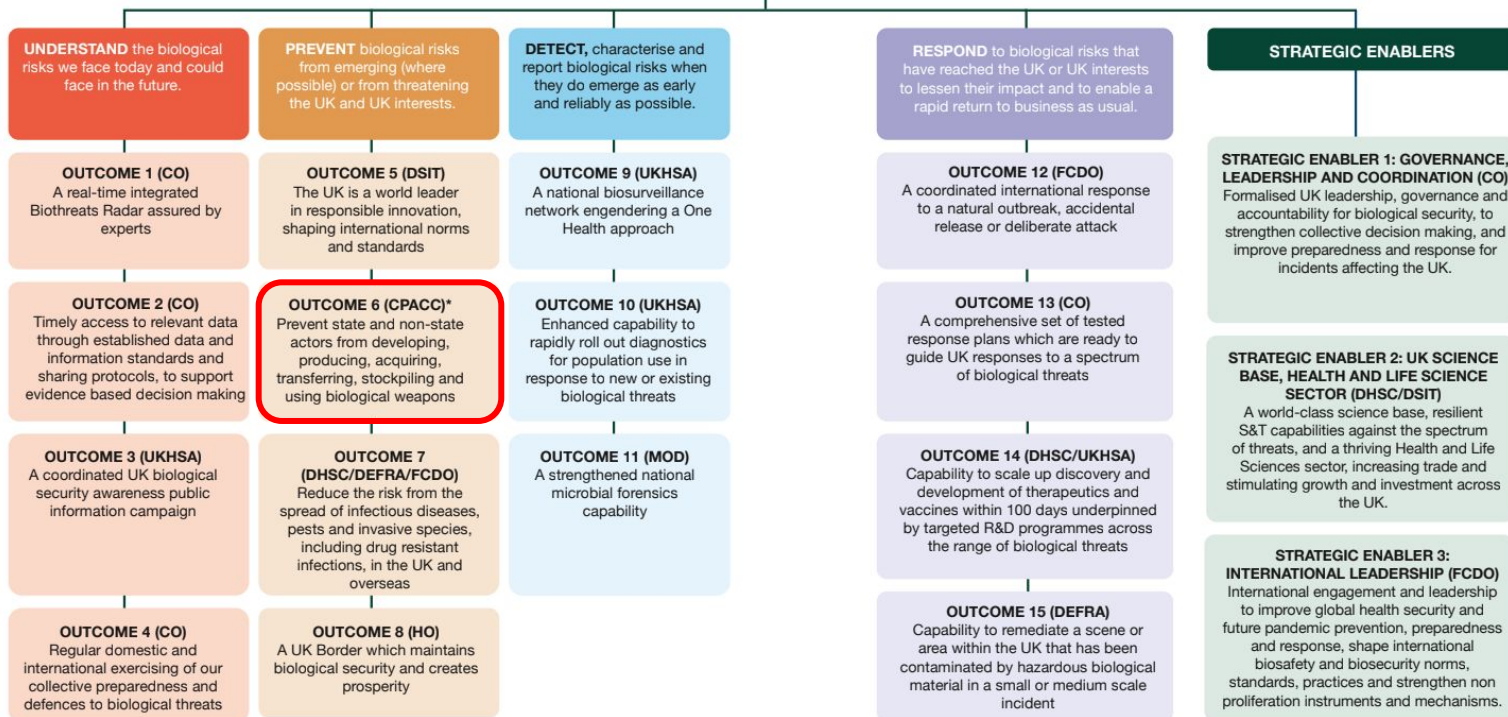 UNDERSTAND the biological
risks we face today and could
face in the future.
OUTCOME 1 (CO)
A real-time integrated
Biothreats Radar assured by
experts
OUTCOME 2 (CO)
Timely access to relevant data
through established data and
information standards and
sharing protocols, to support
evidence based decision making
OUTCOME 3 (UKHSA)
A coordinated UK biological
security awareness public
information campaign
OUTCOME 4 (CO)
Regular domestic and
international exercising of our
collective preparedness and
defences to biological threats
PREVENT biological risks
from emerging (where
possible) or from threatening
the UK and UK interests.
OUTCOME 5 (DSIT)
The UK is a world leader
in responsible innovation,
shaping international norms
and standards
OUTCOME 6 (CPACC)*
Prevent state and non-state
actors from developing,
producing, acquiring,
transferring, stockpiling and
using biological weapons
OUTCOME 7
(DHSC/DEFRA/FCDO)
Reduce the risk from the
spread of infectious diseases,
pests and invasive species,
including drug resistant
infections, in the UK and
overseas
OUTCOME 8 (HO)
A UK Border which maintains
biological security and creates
prosperity
DETECT, characterise and
report biological risks when
they do emerge as early
and reliably as possible.
OUTCOME 9 (UKHSA)
A national biosurveillance
network engendering a One
Health approach
OUTCOME 10 (UKHSA)
Enhanced capability to
rapidly roll out diagnostics
for population use in
response to new or existing
biological threats
OUTCOME 11 (MOD)
A strengthened national
microbial forensics
capability
RESPOND to biological risks that
have reached the UK or UK interests
to lessen their impact and to enable a
rapid return to business as usual.
OUTCOME 12 (FCDO)
A coordinated international response
to a natural outbreak, accidental
release or deliberate attack
OUTCOME 13 (CO)
A comprehensive set of tested
response plans which are ready to
guide UK responses to a spectrum
of biological threats
OUTCOME 14 (DHSC/UKHSA)
Capability to scale up discovery and
development of therapeutics and
vaccines within 100 days underpinned
by targeted R&D programmes across
the range of biological threats
OUTCOME 15 (DEFRA)
Capability to remediate a scene or
area within the UK that has been
contaminated by hazardous biological
material in a small or medium scale
incident
STRATEGIC ENABLERS
STRATEGIC ENABLER 1: GOVERNANCE,
LEADERSHIP AND COORDINATION (CO)
Formalised UK leadership, governance and
accountability for biological security, to
strengthen collective decision making, and
improve preparedness and response for
incidents affecting the UK.
STRATEGIC ENABLER 2: UK SCIENCE
BASE, HEALTH AND LIFE SCIENCE
SECTOR (DHSC/DSIT)
A world-class science base, resilient
S&T capabilities against the spectrum
of threats, and a thriving Health and Life
Sciences sector, increasing trade and
stimulating growth and investment across
the UK.
STRATEGIC ENABLER 3:
INTERNATIONAL LEADERSHIP (FCDO)
International engagement and leadership
to improve global health security and
future pandemic prevention, preparedness
and response, shape international
biosafety and biosecurity norms,
standards, practices and strengthen non
proliferation instruments and mechanisms.